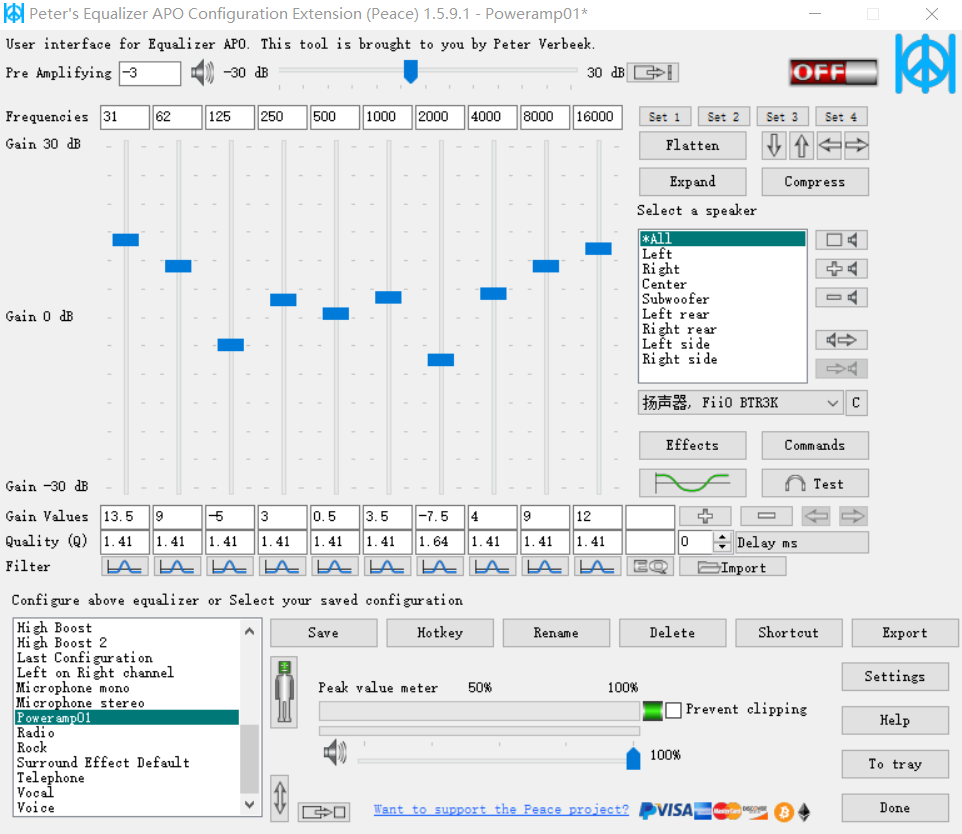 Peter's Equalizer APO Configuration Extension (Peace) 1.5.9.1 - Poweramp01*
User interface for Equalizer APO. This tool is brought to you by Peter Verbeek.
Pre Amplifying -3 -30 dB 30 dB OFF
Frequencies 31 62 125 250 500 1000 2000 4000 8000 16000 Set 1 Set 2 Set 3 Set 4
Gain 30 dB Flatten
Expand Compress
Select a speaker
*All
Left
Right
Center
Subwoofer
Gain 0 dB Left rear
Right rear
Left side
Right side
扬声器, FiiO BTR3K C
Effects Commands
Gain -30 dB Test
Gain Values 13.5 9 -5 3 0.5 3.5 -7.5 4 9 12
Quality (Q) 1.41 1.41 1.41 1.41 1.41 1.41 1.64 1.41 1.41 1.41 0 Delay ms
Filter EQ Import
Configure above equalizer or Select your saved configuration
High Boost
High Boost 2
Last Configuration
Left on Right channel
Microphone mono
Microphone stereo
Poweramp01
Radio
Rock
Surround Effect Default
Telephone
Vocal
Voice
Save Hotkey Rename Delete Shortcut Export
Settings
Peak value meter 50% 100%
Prevent clipping
Help
100%
To tray
Want to support the Peace project? PayPal VISA MasterCard DISCOVER Done